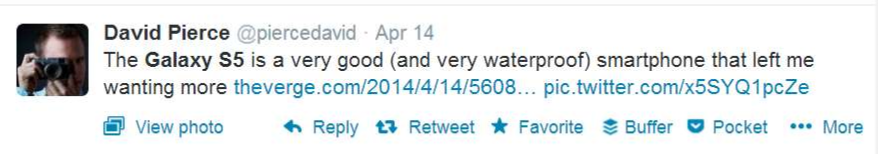 David Pierce @piercedavid · Apr 14
The Galaxy S5 is a very good (and very waterproof) smartphone that left me
wanting more theverge.com/2014/4/14/5608… pic.twitter.com/x5SYQ1pcZe
View photo Reply Retweet Favorite Buffer Pocket ••• More